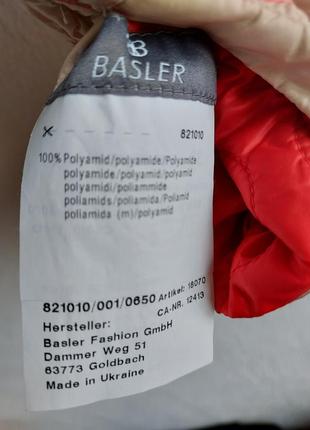 B
BASLER
821010
100% Polyamid/polyamide/Polyamide
polyamide/polyamid/polyamid
polyamidi/poliammide
poliamids/poliamida/Poliamid
poliamida (m)/polyamid
821010/001/0650 Artikel: 18070
Hersteller: CA-NR. 12413
Basler Fashion GmbH
Dammer Weg 51
63773 Goldbach
Made in Ukraine